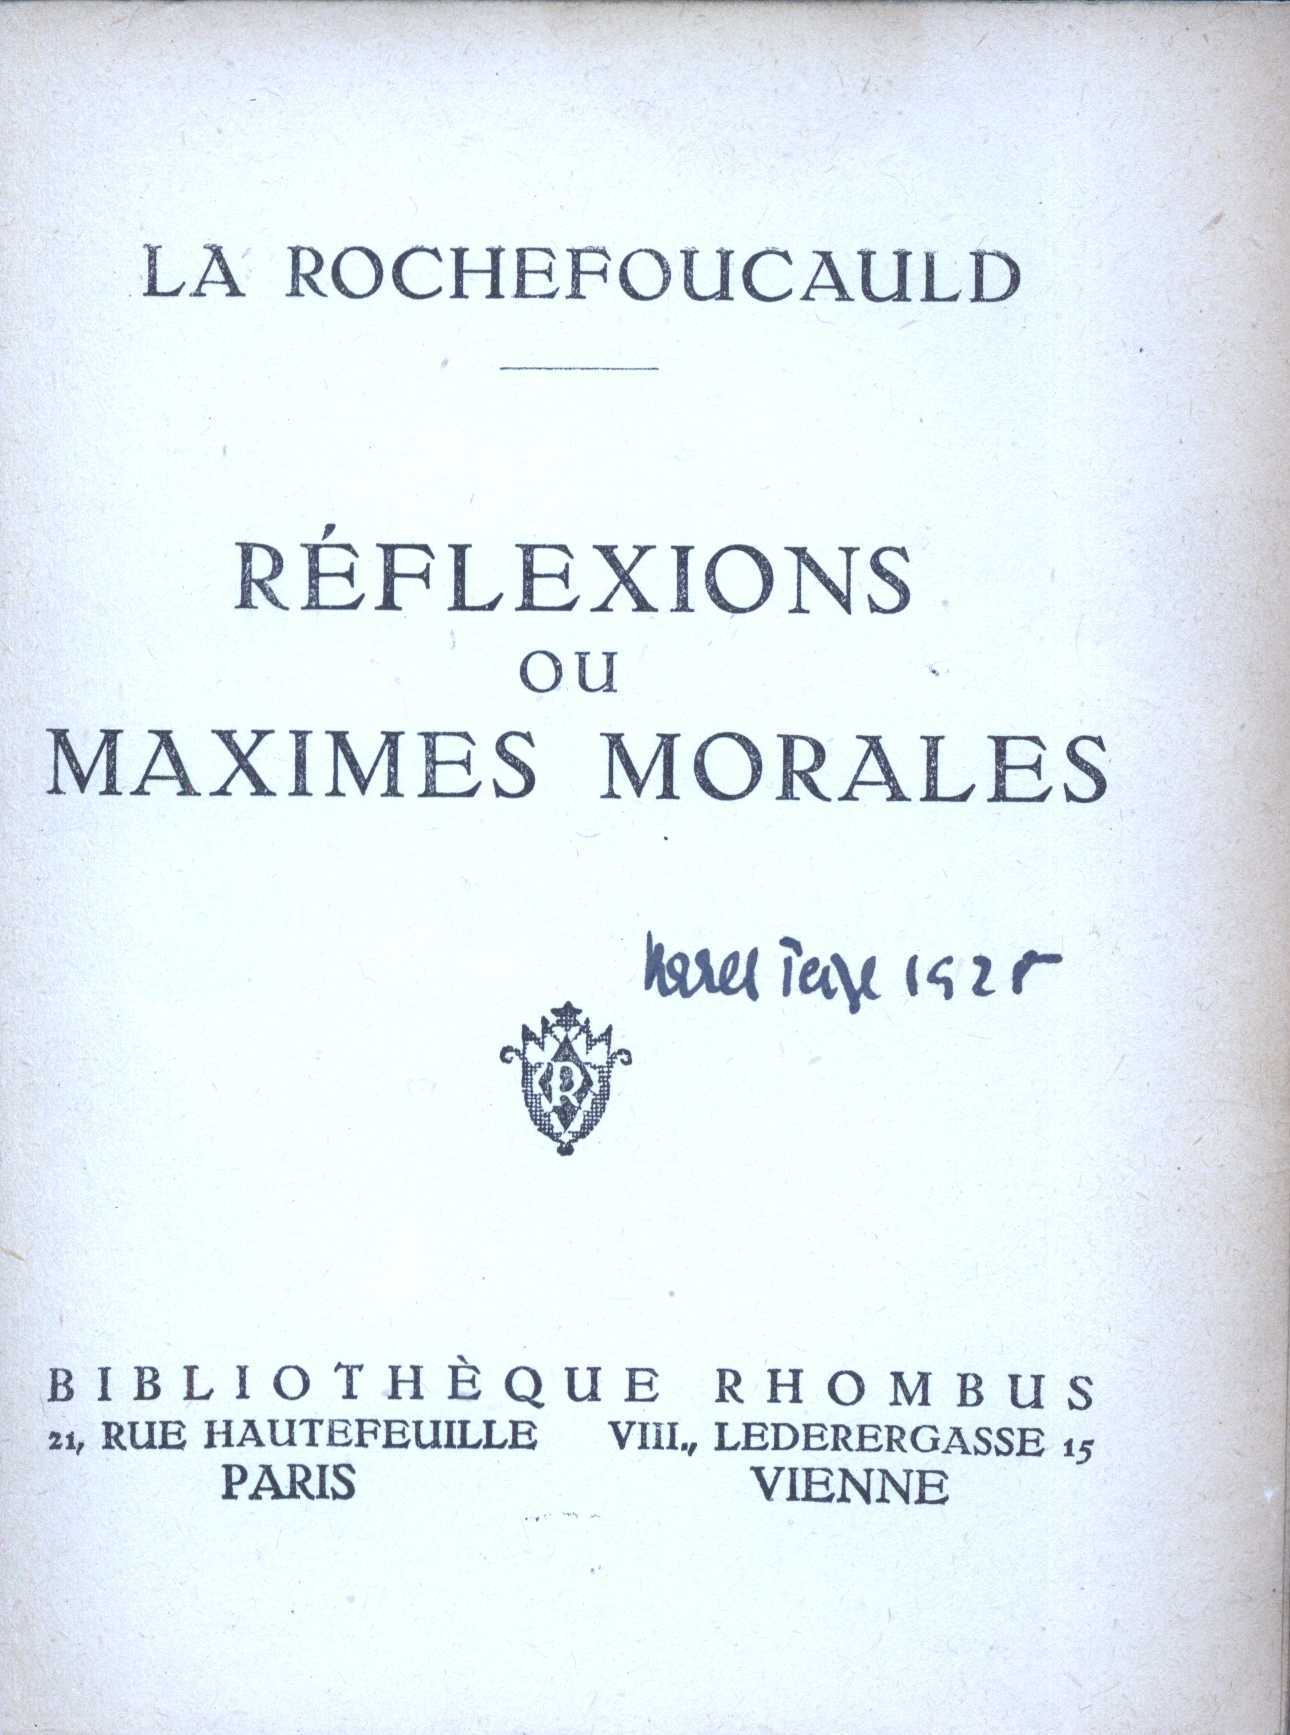 LA ROCHEFOUCAULD
RÉFLEXIONS
OU
MAXIMES MORALES
Karel Teige 1925
R
BIBLIOTHÈQUE RHOMBUS
21, RUE HAUTEFEUILLE VIII., LEDERERGASSE 15
PARIS VIENNE